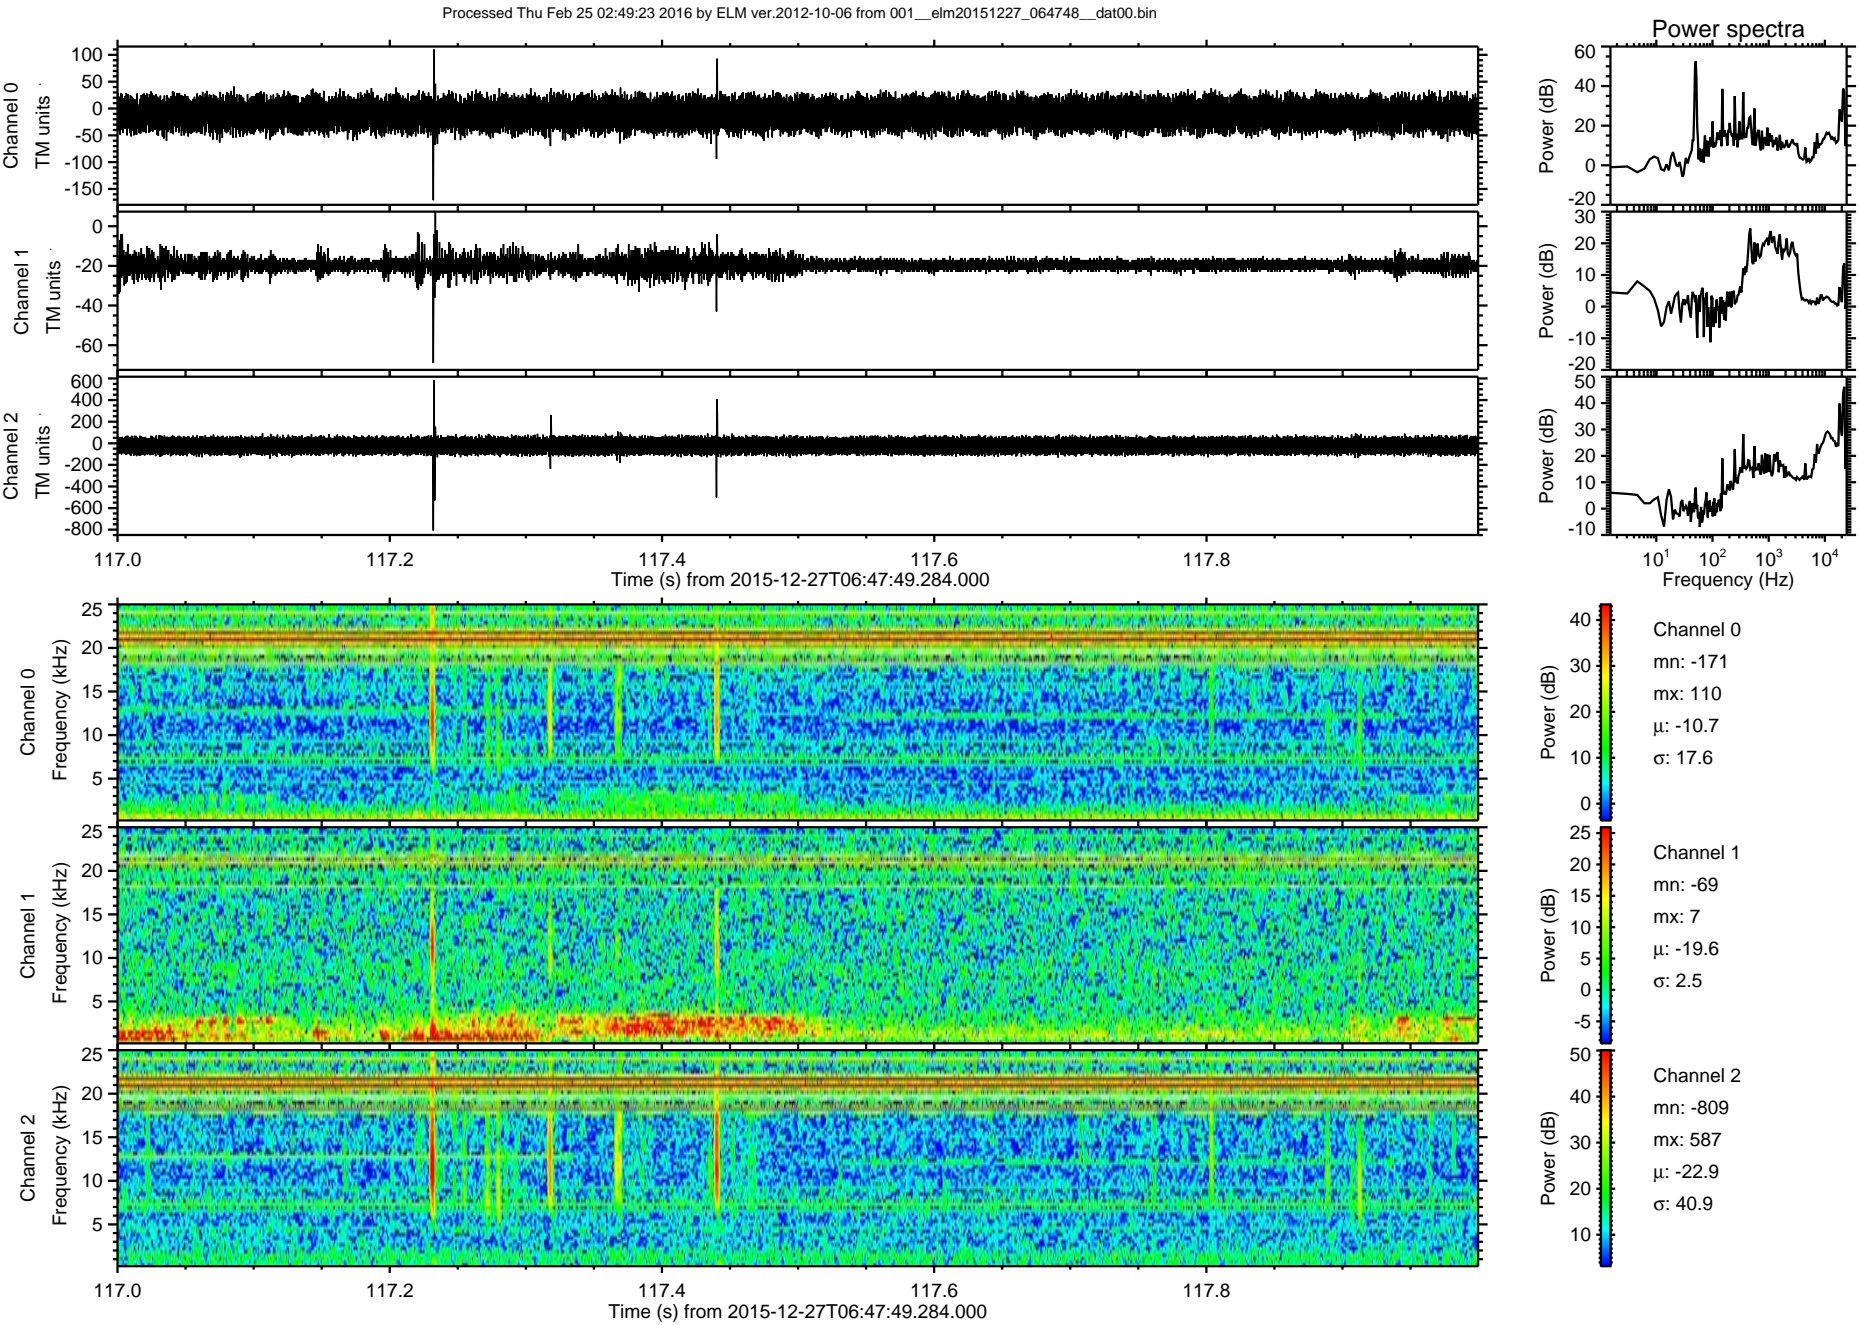 Processed Thu Feb 25 02:49:23 2016 by ELM ver.2012-10-06 from 001__elm20151227_064748__dat00.bin
Power spectra
Channel 0
TM units
100
50
0
-50
-100
-150
Power (dB)
60
40
20
0
-20
Channel 1
TM units
0
-20
-40
-60
Power (dB)
30
20
10
0
-10
-20
Channel 2
TM units
600
400
200
0
-200
-400
-600
-800
Power (dB)
50
40
30
20
10
0
-10
117.0 117.2 117.4 117.6 117.8
Time (s) from 2015-12-27T06:47:49.284.000
10^1 10^2 10^3 10^4
Frequency (Hz)
Channel 0
Frequency (kHz)
25
20
15
10
5
Power (dB)
40
30
20
10
0
Channel 0
mn: -171
mx: 110
μ: -10.7
σ: 17.6
Channel 1
Frequency (kHz)
25
20
15
10
5
Power (dB)
25
20
15
10
5
0
-5
Channel 1
mn: -69
mx: 7
μ: -19.6
σ: 2.5
Channel 2
Frequency (kHz)
25
20
15
10
5
Power (dB)
50
40
30
20
10
Channel 2
mn: -809
mx: 587
μ: -22.9
σ: 40.9
117.0 117.2 117.4 117.6 117.8
Time (s) from 2015-12-27T06:47:49.284.000